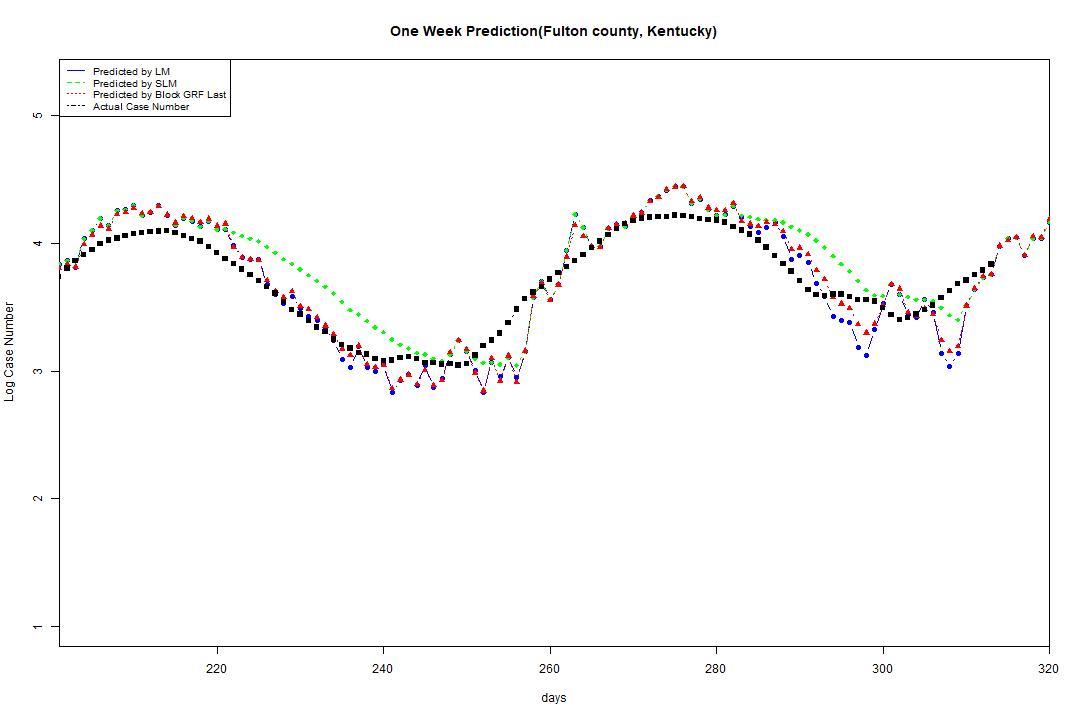 One Week Prediction(Fulton county, Kentucky)
Predicted by LM
Predicted by SLM
Predicted by Block GRF Last
Actual Case Number
5
4
3
2
1
Log Case Number
220
240
260
280
300
320
days